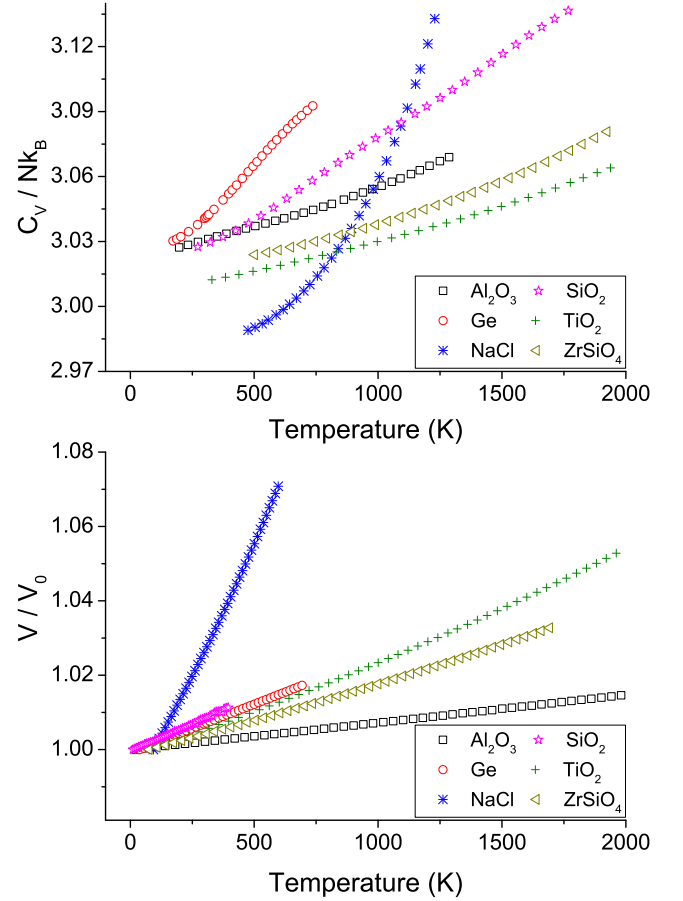 C_V / Nk_B
3.12
3.09
3.06
3.03
3.00
2.97
Al₂O₃ SiO₂
Ge TiO₂
NaCl ZrSiO₄
0 500 1000 1500 2000
Temperature (K)
V / V₀
1.08
1.06
1.04
1.02
1.00
Al₂O₃ SiO₂
Ge TiO₂
NaCl ZrSiO₄
0 500 1000 1500 2000
Temperature (K)